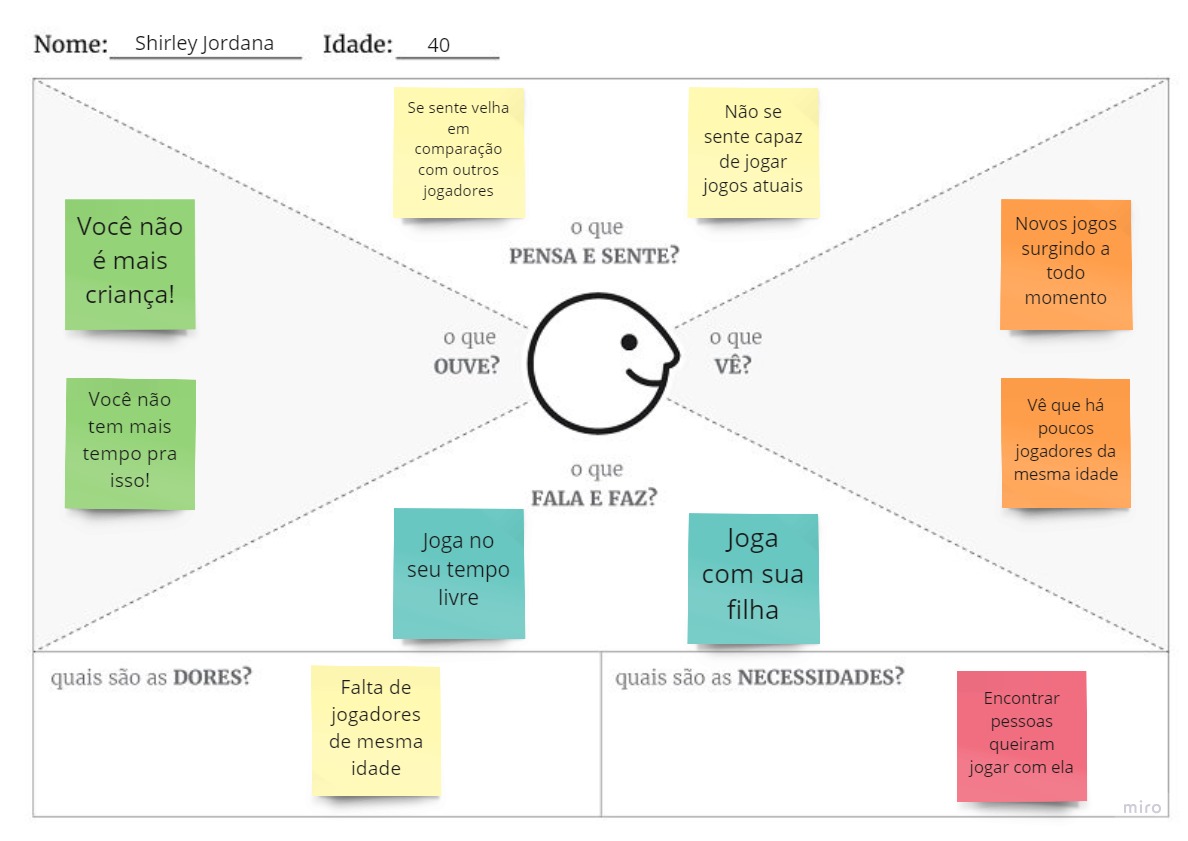 Nome: Shirley Jordana Idade: 40
Se sente velha
em
comparação
com outros
jogadores
Não se
sente capaz
de jogar
jogos atuais
o que
PENSA E SENTE?
Você não
é mais
criança!
Você não
tem mais
tempo pra
isso!
o que
OUVE?
o que
VÊ?
Novos jogos
surgindo a
todo
momento
Vê que há
poucos
jogadores da
mesma idade
o que
FALA E FAZ?
Joga no
seu tempo
livre
Joga
com sua
filha
quais são as DORES?
Falta de
jogadores
de mesma
idade
quais são as NECESSIDADES?
Encontrar
pessoas
queiram
jogar com ela
miro